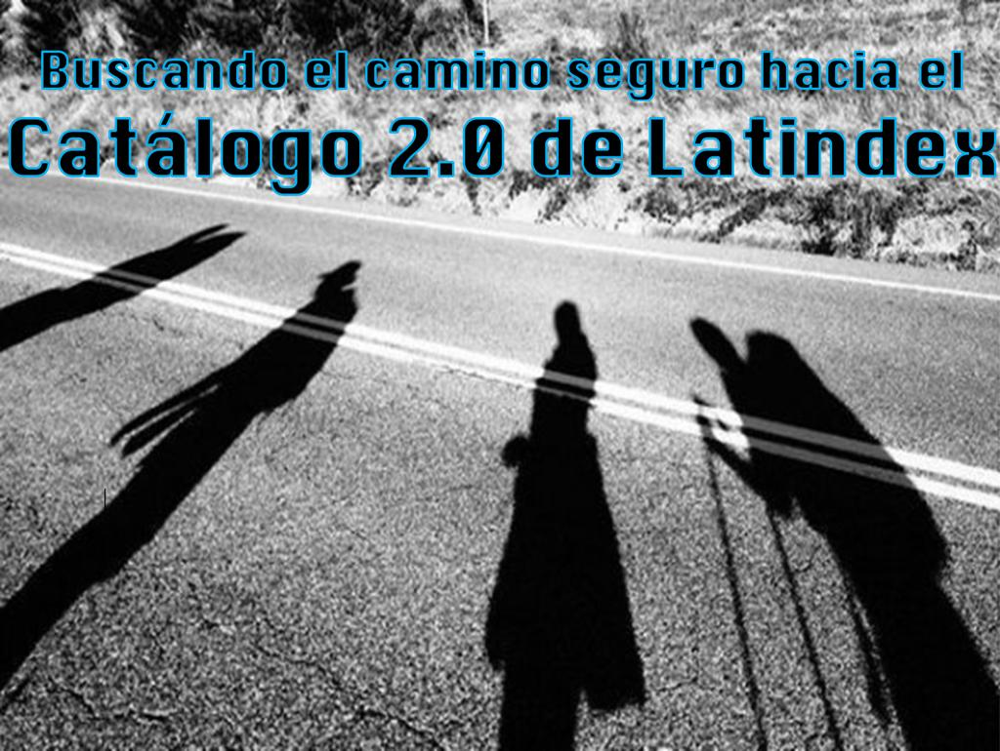 Buscando el camino seguro hacia el
Catálogo 2.0 de Latindex